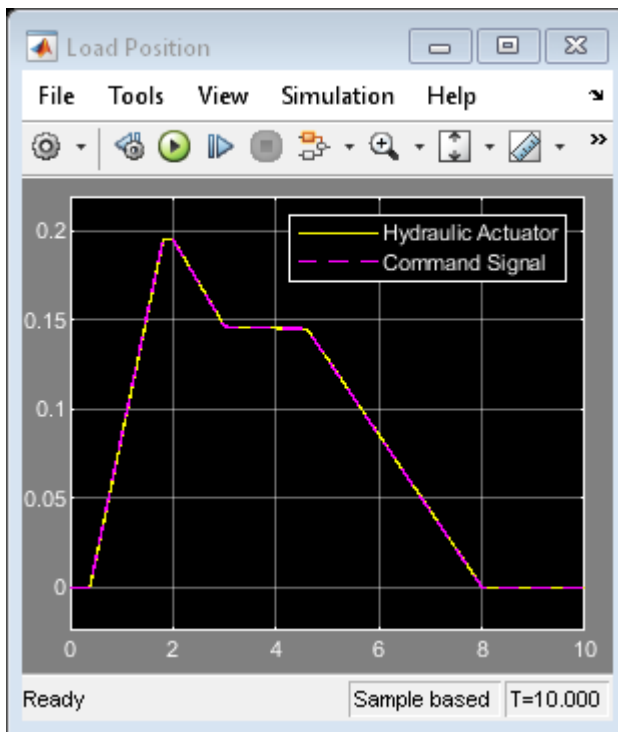 Load Position
File Tools View Simulation Help
0.2
0.15
0.1
0.05
0
Hydraulic Actuator
Command Signal
0 2 4 6 8 10
Ready Sample based T=10.000